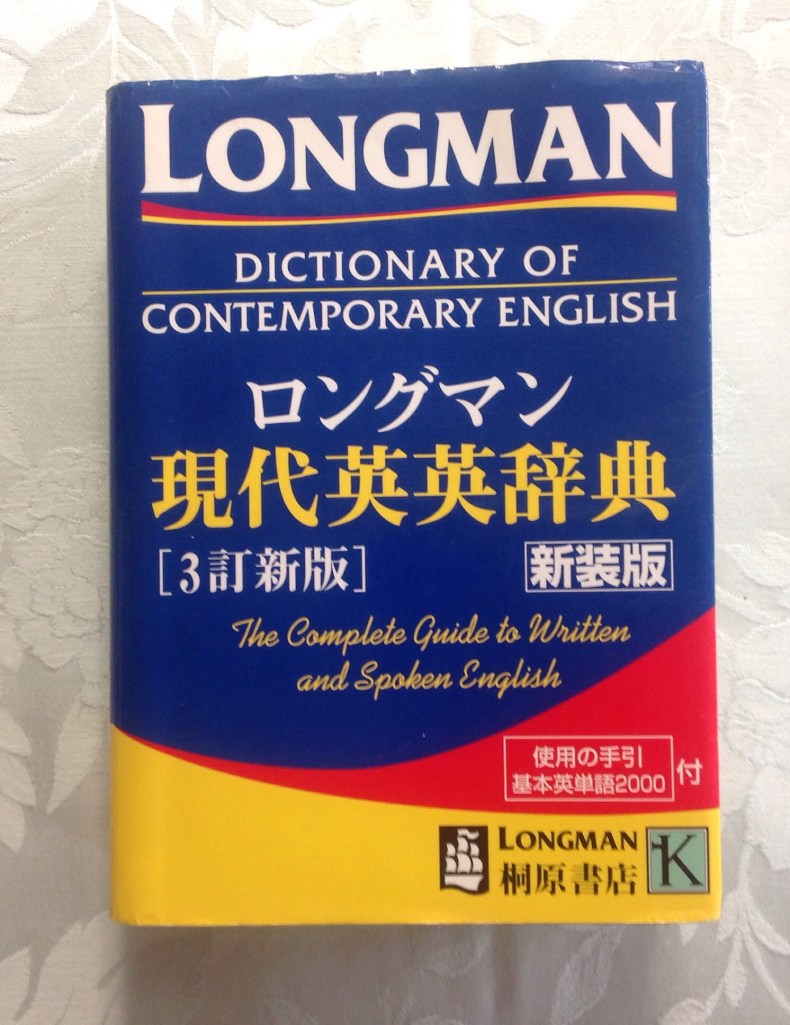 LONGMAN
DICTIONARY OF
CONTEMPORARY ENGLISH
ロングマン
現代英英辞典
[3訂新版] 新装版
The Complete Guide to Written
and Spoken English
使用の手引
基本英単語2000 付
LONGMAN
桐原書店
K